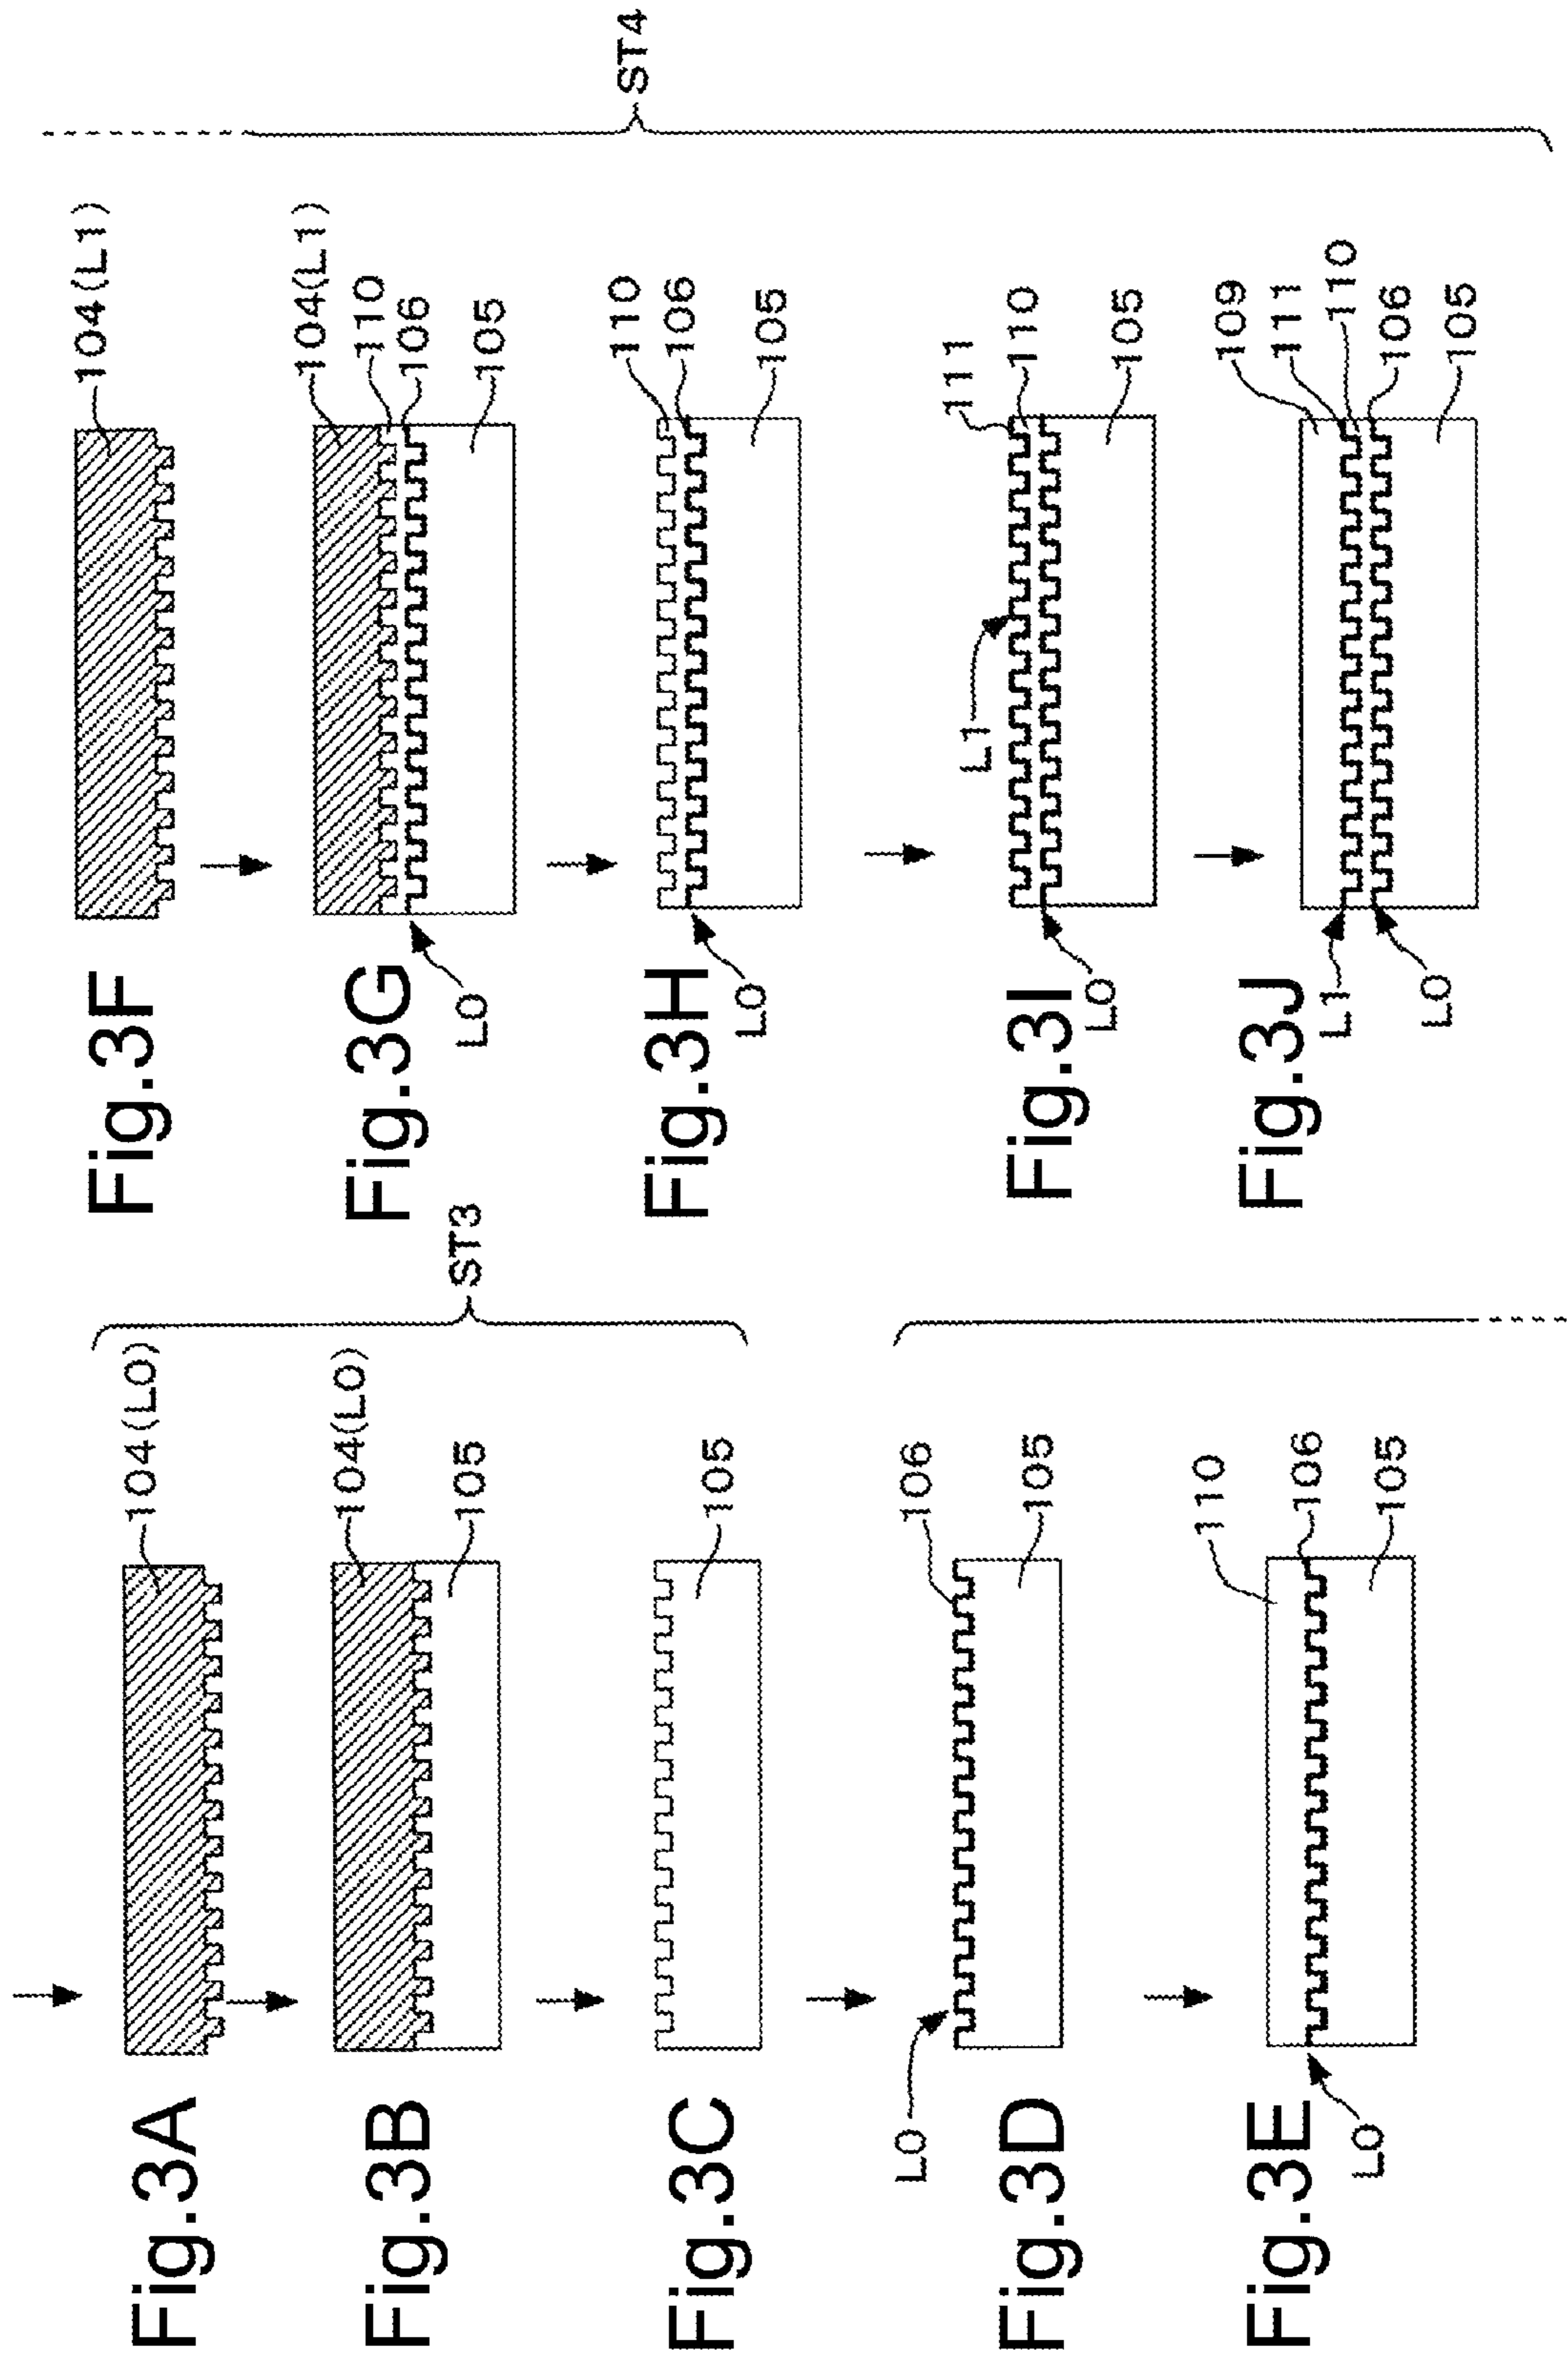 Fig.3A
104(L0)
Fig.3B
104(L0)
105
Fig.3C
105
ST3
Fig.3D
L0
106
105
Fig.3E
L0
110
106
105
Fig.3F
104(L1)
Fig.3G
L0
104(L1)
110
106
105
Fig.3H
L0
110
106
105
Fig.3I
L0
L1
111
110
105
Fig.3J
L1
L0
109
111
110
106
105
ST4